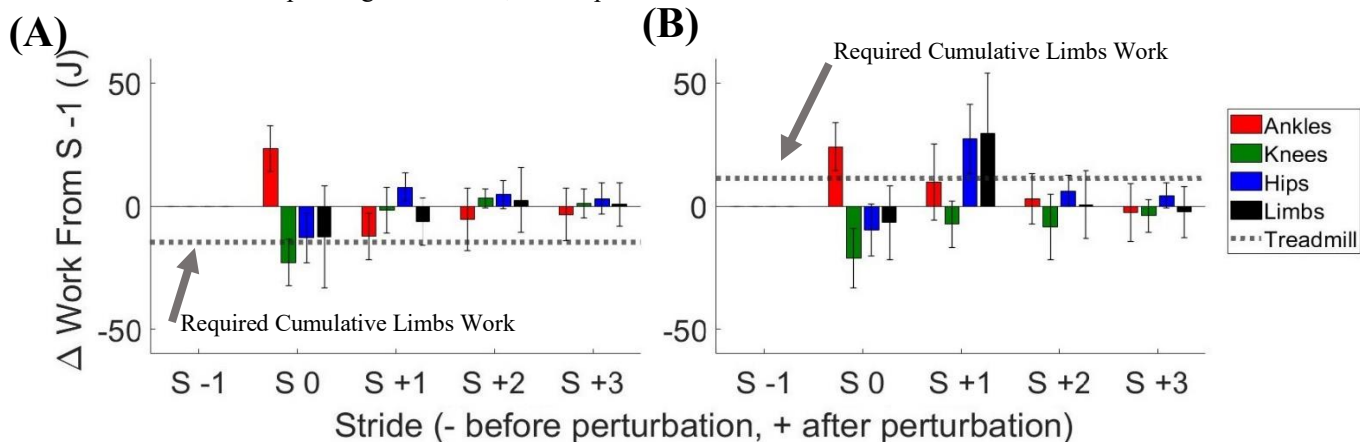 (A)
Δ Work From S -1 (J)
50
0
-50
Required Cumulative Limbs Work
S -1 S 0 S +1 S +2 S +3
(B)
Required Cumulative Limbs Work
50
0
-50
S -1 S 0 S +1 S +2 S +3
Ankles
Knees
Hips
Limbs
Treadmill
Stride (- before perturbation, + after perturbation)